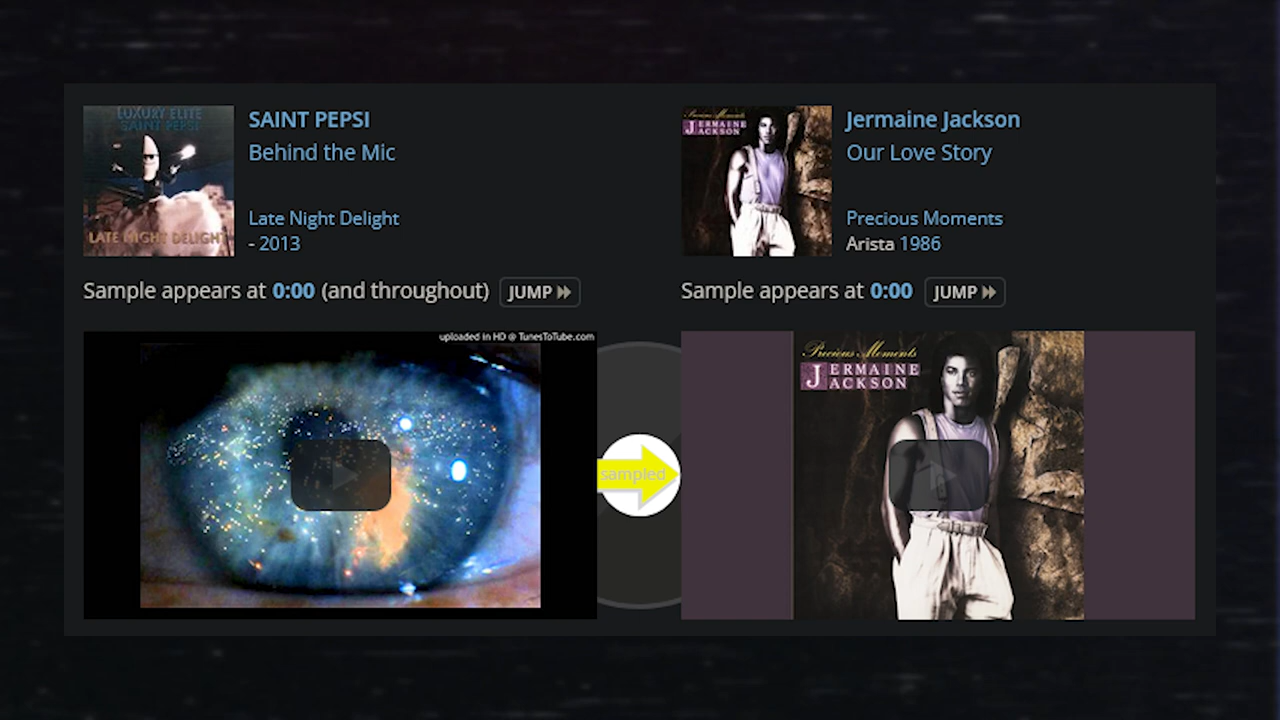 LUXURY ELITE
SAINT PEPSI
LATE NIGHT DELIGHT
SAINT PEPSI
Behind the Mic
Late Night Delight
- 2013
Sample appears at 0:00 (and throughout) JUMP
uploaded in HD @ TunesToTube.com
sampled
Precious Moments
JERMAINE
JACKSON
Jermaine Jackson
Our Love Story
Precious Moments
Arista 1986
Sample appears at 0:00 JUMP
Precious Moments
JERMAINE
JACKSON